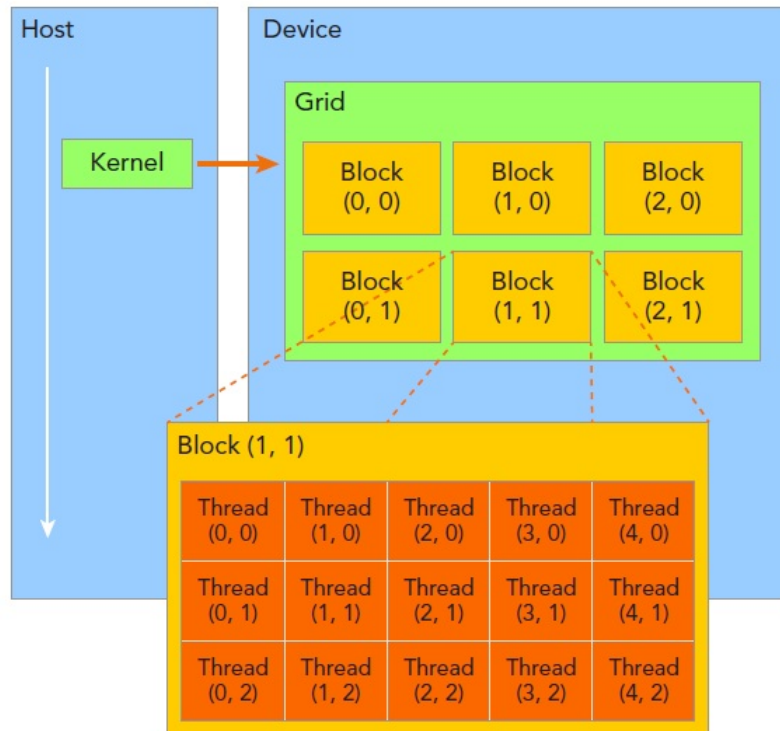 Host
Device
Grid
Kernel
Block
(0, 0)
Block
(1, 0)
Block
(2, 0)
Block
(0, 1)
Block
(1, 1)
Block
(2, 1)
Block (1, 1)
Thread
(0, 0)
Thread
(1, 0)
Thread
(2, 0)
Thread
(3, 0)
Thread
(4, 0)
Thread
(0, 1)
Thread
(1, 1)
Thread
(2, 1)
Thread
(3, 1)
Thread
(4, 1)
Thread
(0, 2)
Thread
(1, 2)
Thread
(2, 2)
Thread
(3, 2)
Thread
(4, 2)